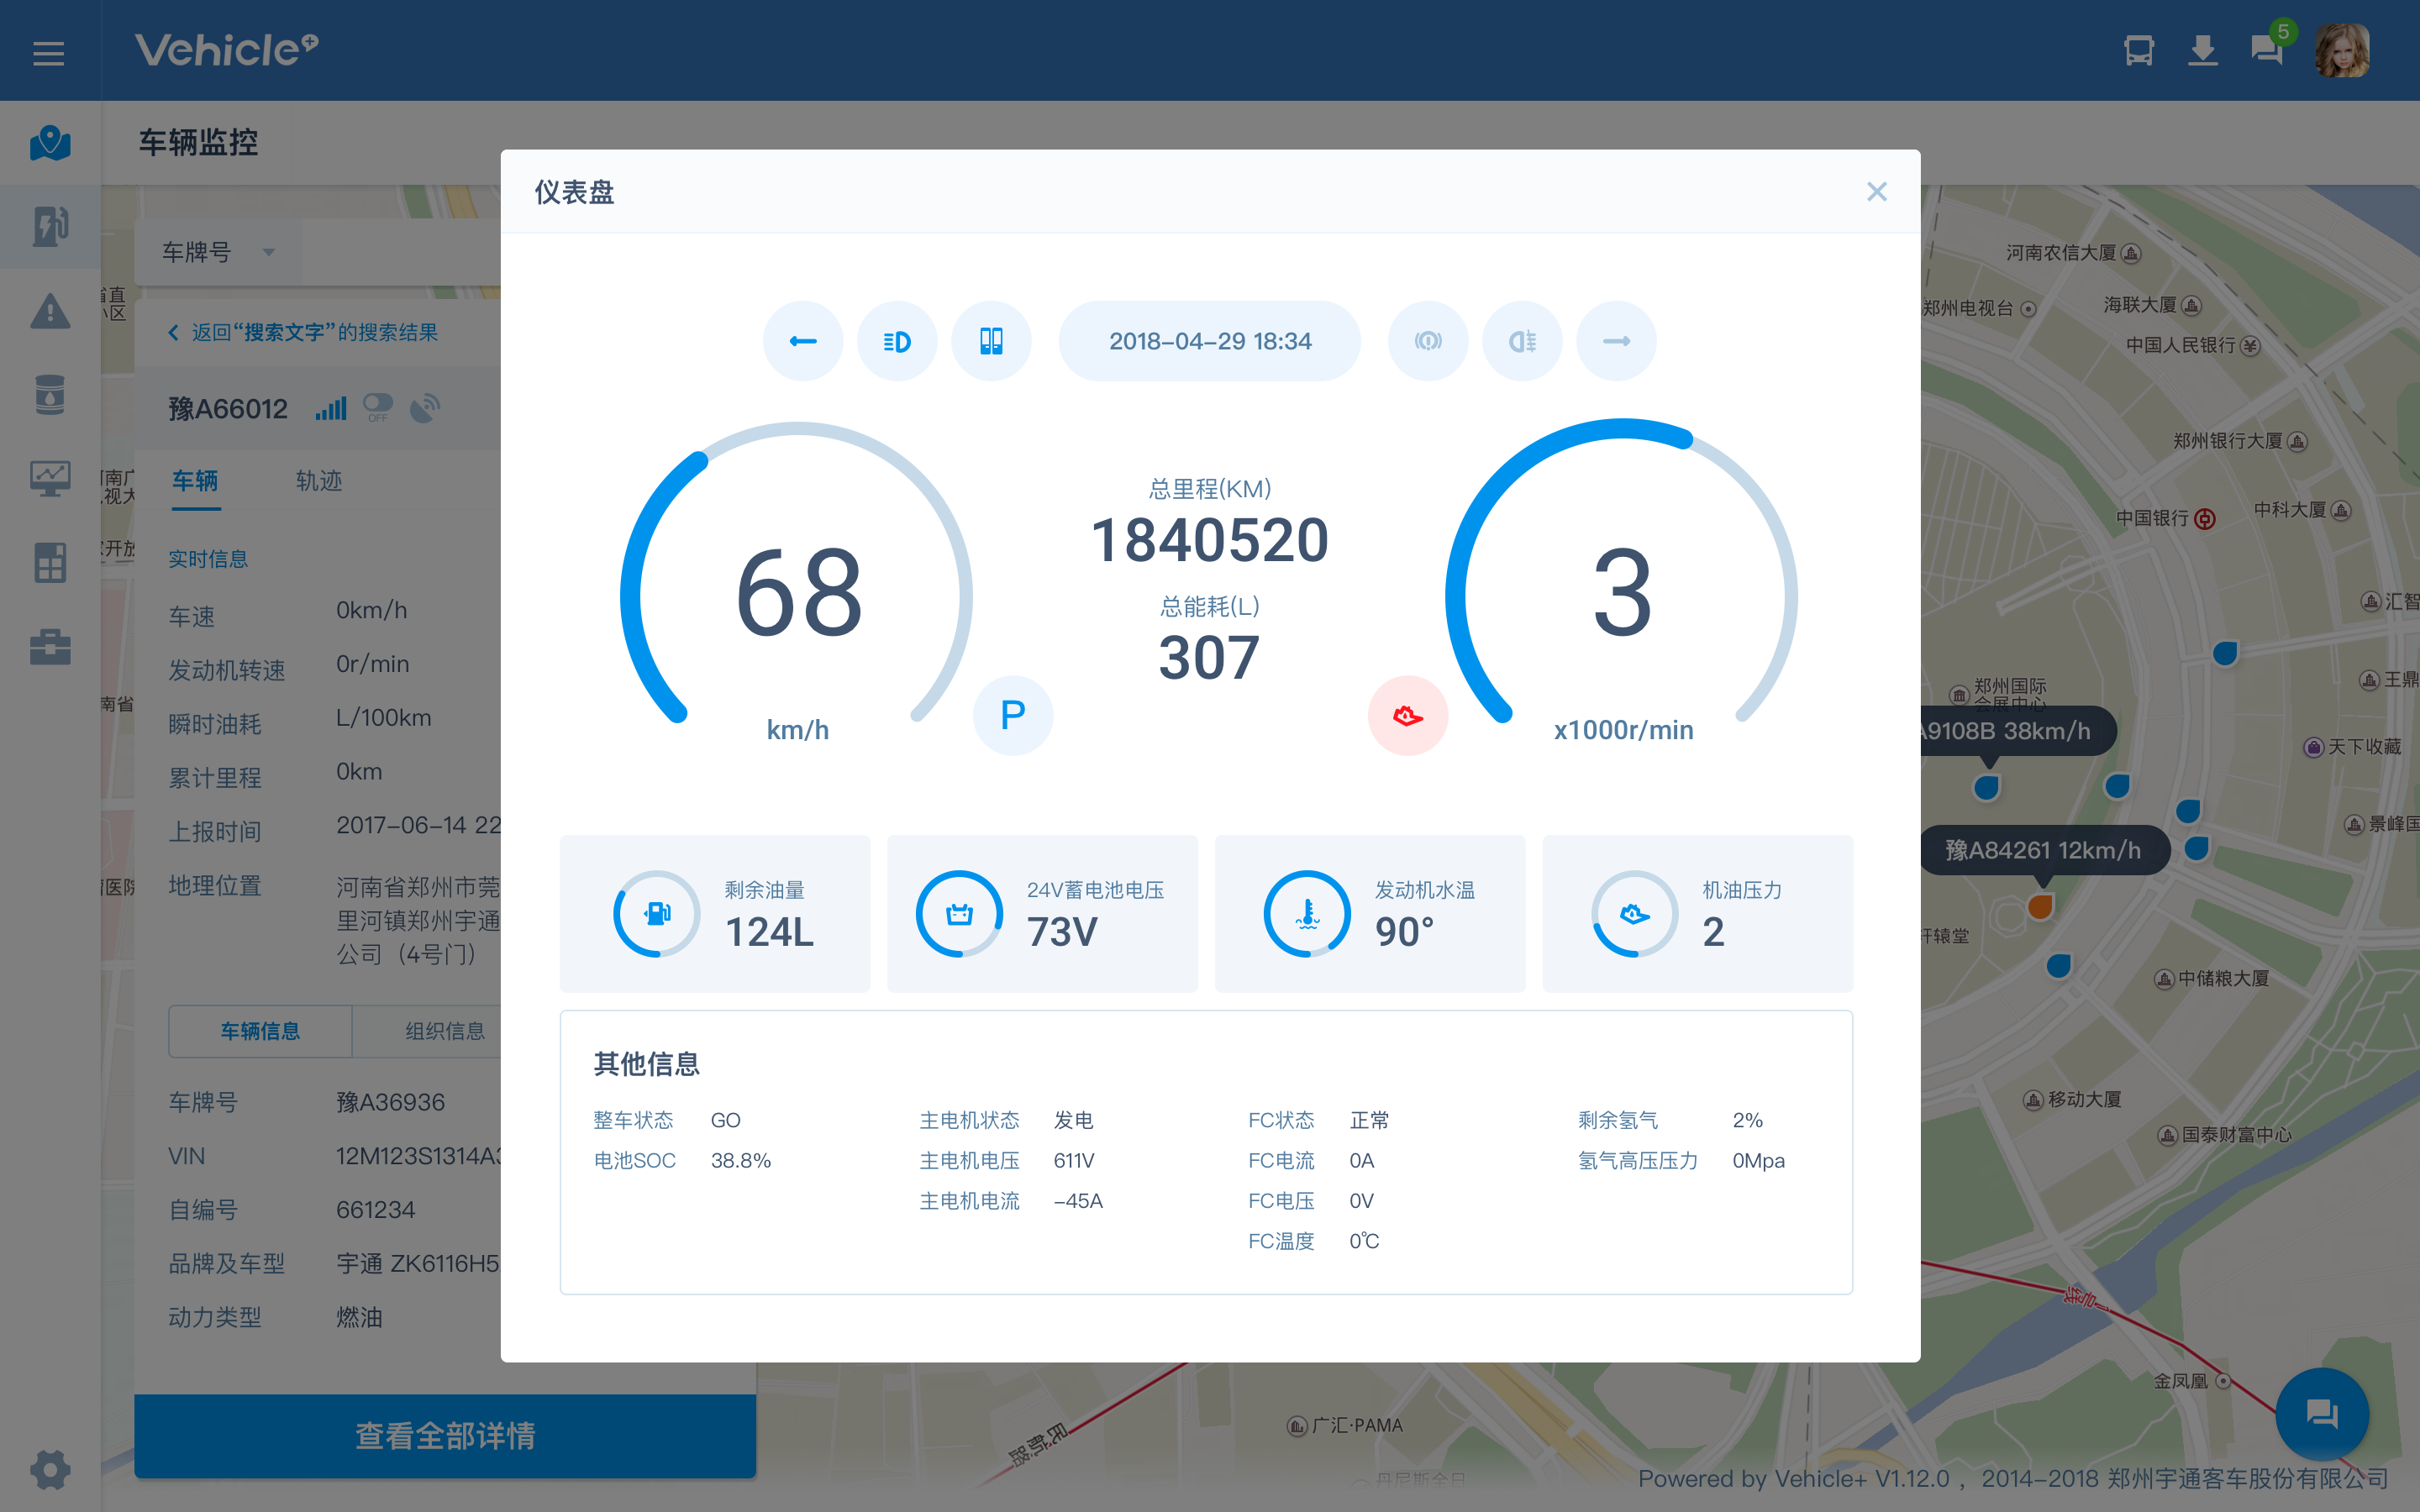 Vehicle+
5
车辆监控
车牌号
返回“搜索文字”的搜索结果
豫A66012
OFF
车辆
轨迹
实时信息
车速
0km/h
发动机转速
0r/min
瞬时油耗
L/100km
累计里程
0km
上报时间
2017-06-14 22
地理位置
河南省郑州市莞
里河镇郑州宇通
公司（4号门）
车辆信息
组织信息
车牌号
豫A36936
VIN
12M123S1314A
自编号
661234
品牌及车型
宇通 ZK6116H5
动力类型
燃油
查看全部详情
仪表盘
2018-04-29 18:34
68
km/h
P
总里程(KM)
1840520
总能耗(L)
307
3
x1000r/min
剩余油量
124L
24V蓄电池电压
73V
发动机水温
90°
机油压力
2
其他信息
整车状态
GO
电池SOC
38.8%
主电机状态
发电
主电机电压
611V
主电机电流
-45A
FC状态
正常
FC电流
0A
FC电压
0V
FC温度
0℃
剩余氢气
2%
氢气高压压力
0Mpa
河南农信大厦
郑州电视台
海联大厦
中国人民银行
郑州银行大厦
中国银行
中科大厦
汇智
郑州国际
会展中心
王鼎
A9108B 38km/h
天下收藏
景峰国
豫A84261 12km/h
轩辕堂
中储粮大厦
移动大厦
国泰财富中心
金凤凰
广汇·PAMA
民航路
丹尼斯全日
Powered by Vehicle+ V1.12.0 ， 2014-2018 郑州宇通客车股份有限公司